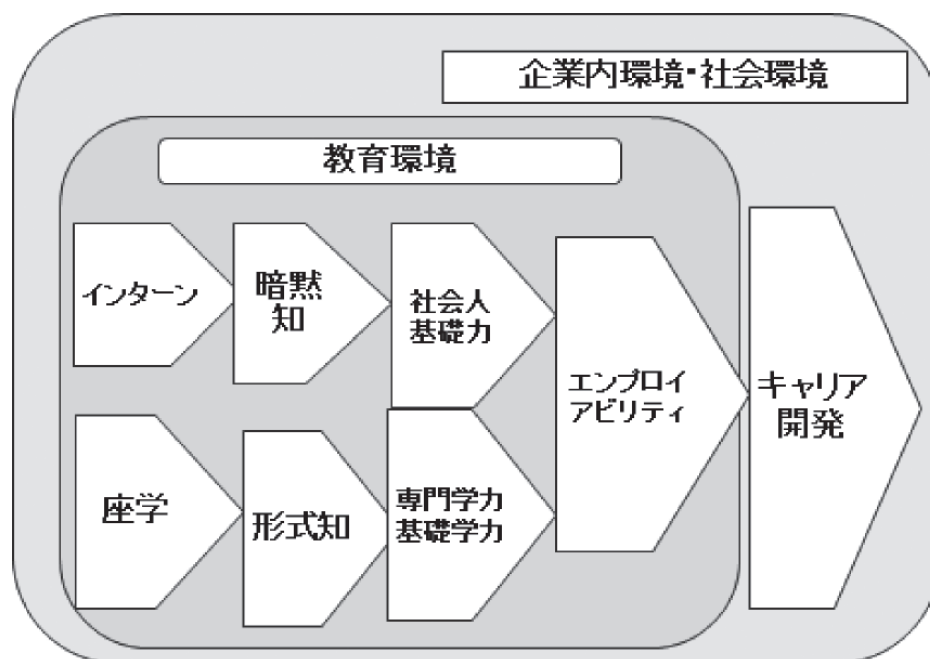 企業内環境・社会環境
教育環境
インターン
暗黙
知
社会人
基礎力
エンプロイ
アビリティ
キャリア
開発
座学
形式知
専門学力
基礎学力